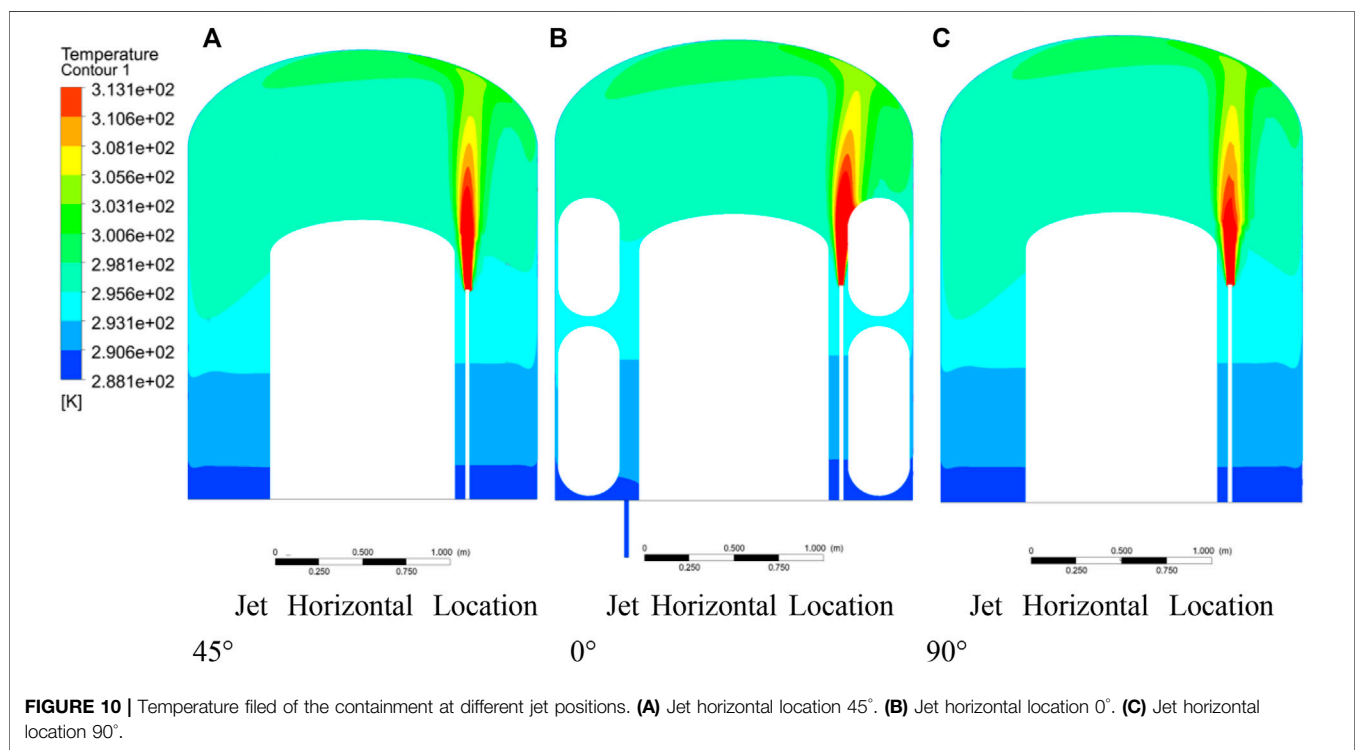 A
B
C
Temperature
Contour 1
3.131e+02
3.106e+02
3.081e+02
3.056e+02
3.031e+02
3.006e+02
2.981e+02
2.956e+02
2.931e+02
2.906e+02
2.881e+02
[K]
0 0.500 1.000 (m)
0.250 0.750
0 0.500 1.000 (m)
0.250 0.750
0 0.500 1.000 (m)
0.250 0.750
Jet Horizontal Location
45°
Jet Horizontal Location
0°
Jet Horizontal Location
90°
FIGURE 10 | Temperature filed of the containment at different jet positions. (A) Jet horizontal location 45°. (B) Jet horizontal location 0°. (C) Jet horizontal
location 90°.